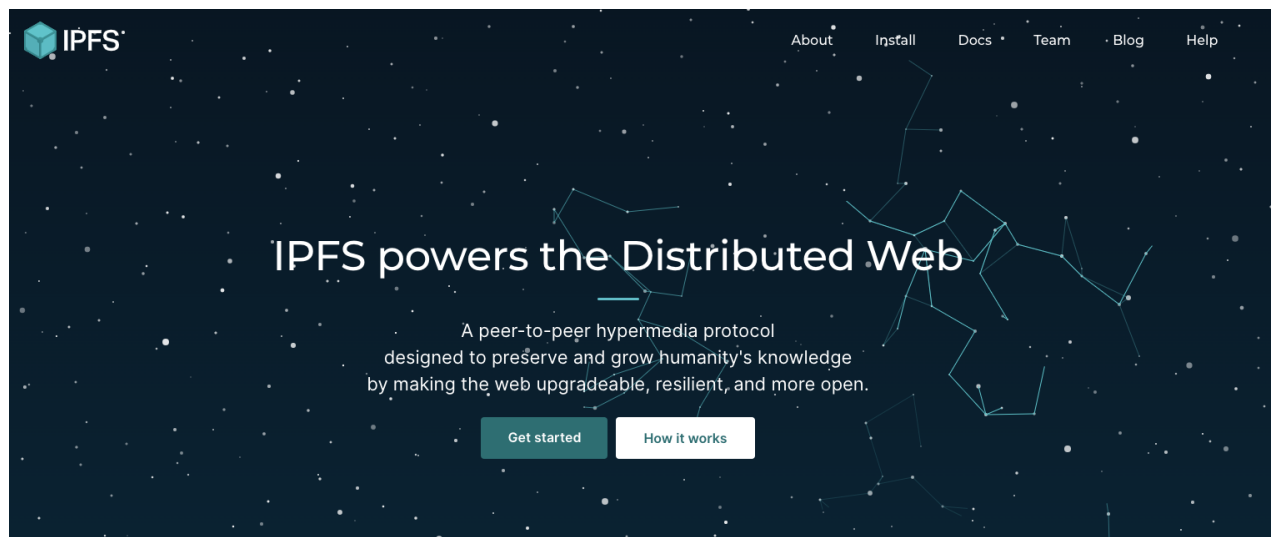 IPFS
About Install Docs Team Blog Help
IPFS powers the Distributed Web
A peer-to-peer hypermedia protocol
designed to preserve and grow humanity's knowledge
by making the web upgradeable, resilient, and more open.
Get started How it works